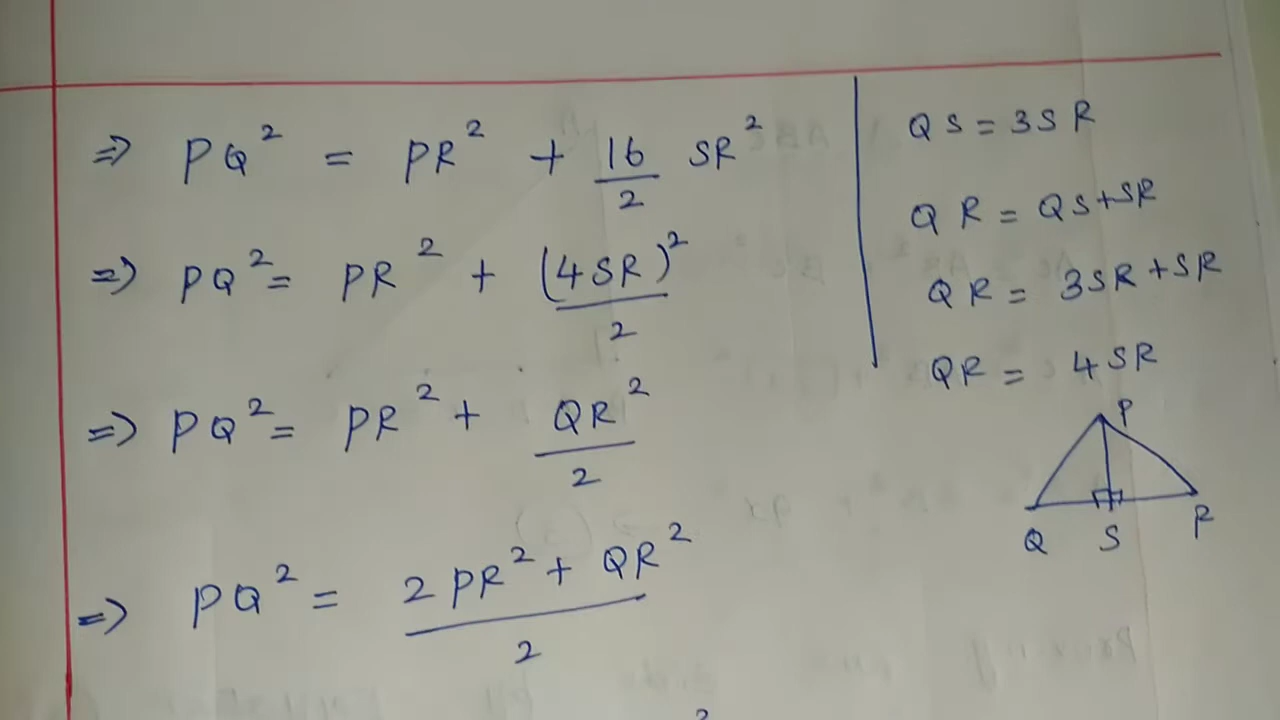 ⇒ PQ² = PR² + 16/2 SR²
⇒ PQ² = PR² + (4SR)²/2
⇒ PQ² = PR² + QR²/2
⇒ PQ² = 2PR² + QR²/2
2
QS = 3SR
QR = QS+SR
QR = 3SR+SR
QR = 4SR
P
Q S R